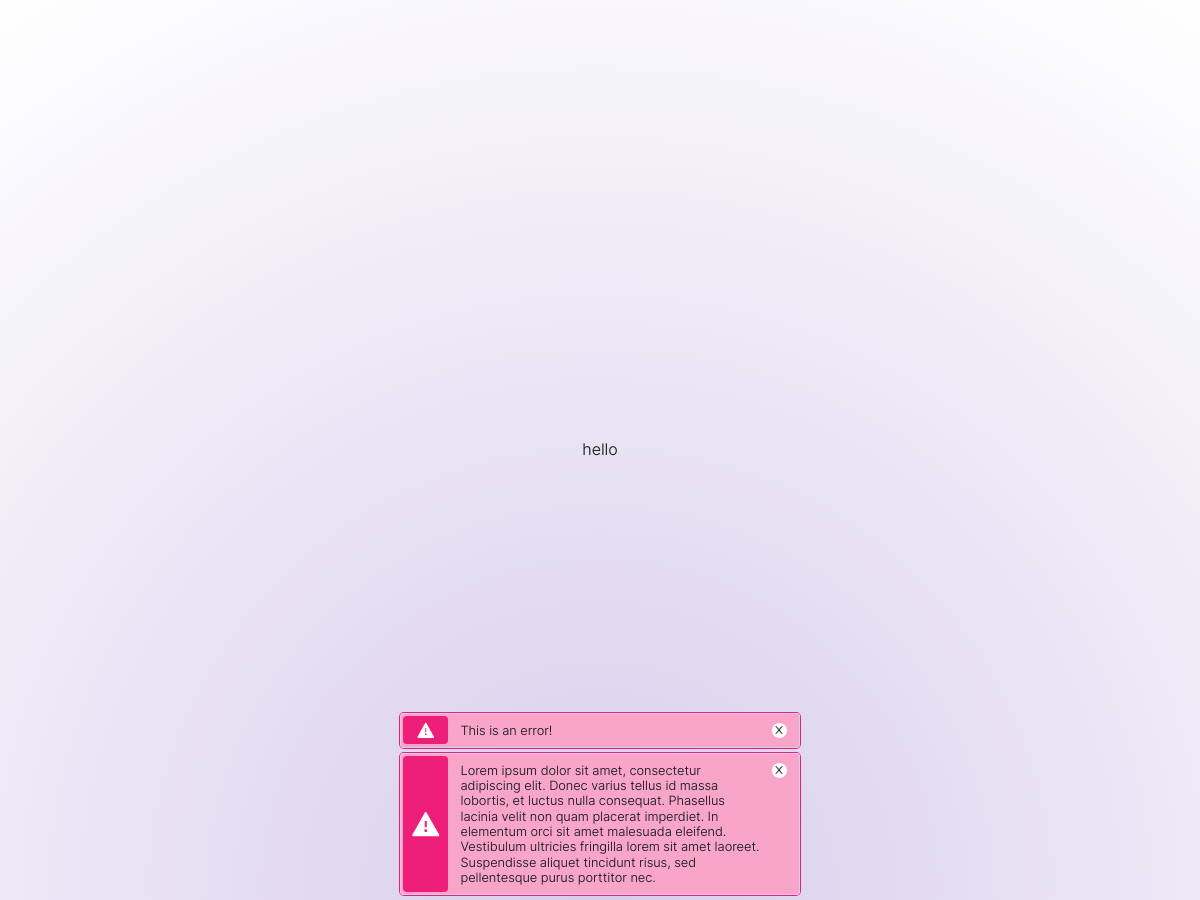 hello
This is an error!
X
Lorem ipsum dolor sit amet, consectetur
X
adipiscing elit. Donec varius tellus id massa
lobortis, et luctus nulla consequat. Phasellus
lacinia velit non quam placerat imperdiet. In
elementum orci sit amet malesuada eleifend.
Vestibulum ultricies fringilla lorem sit amet laoreet.
Suspendisse aliquet tincidunt risus, sed
pellentesque purus porttitor nec.